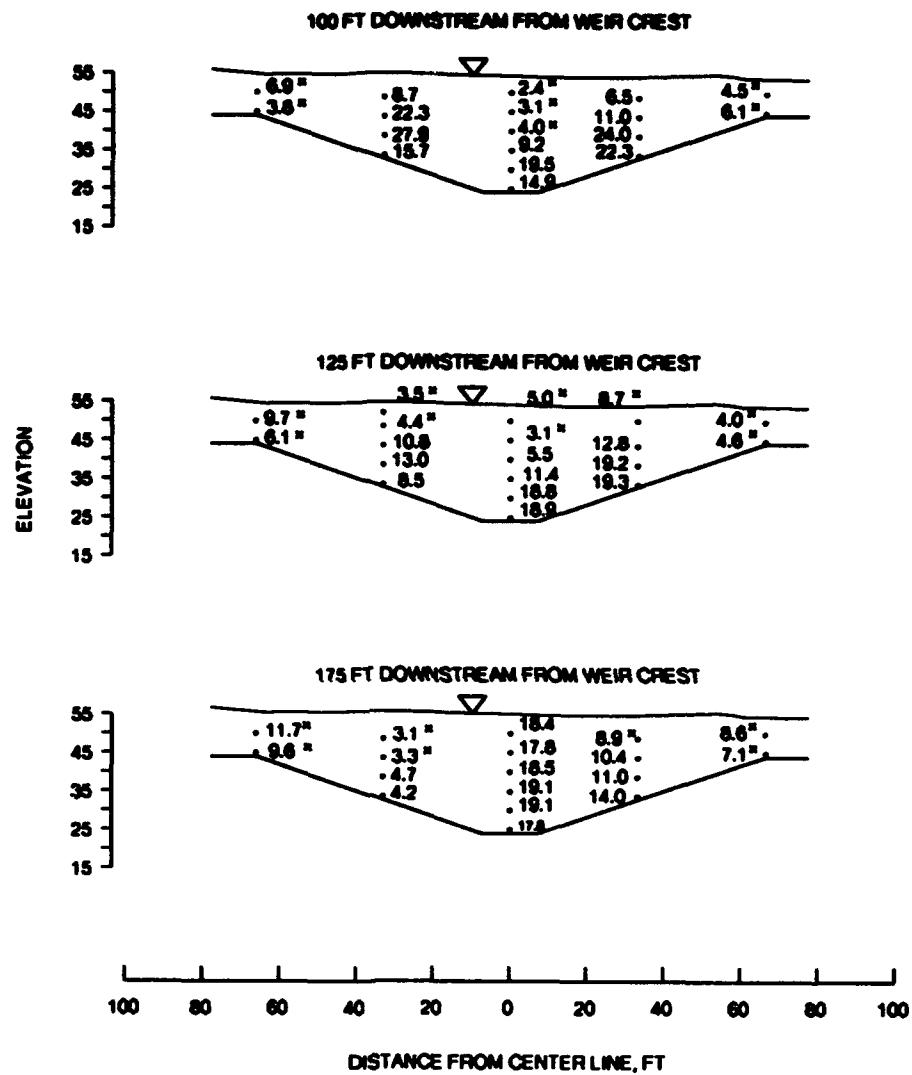 100 FT DOWNSTREAM FROM WEIR CREST
55
45
35
25
15
6.9 x
3.8 x
8.7
22.3
27.9
15.7
2.4 x
3.1 x
4.0 x
9.2
19.5
14.9
6.5
11.0
24.0
22.3
4.5 x
6.1 x
125 FT DOWNSTREAM FROM WEIR CREST
55
45
35
25
15
9.7 x
6.1 x
3.5 x
4.4 x
10.8
13.0
8.5
5.0 x
3.1 x
5.5
11.4
18.8
18.9
8.7 x
12.8
19.2
19.3
4.0 x
4.6 x
ELEVATION
175 FT DOWNSTREAM FROM WEIR CREST
55
45
35
25
15
11.7 x
9.6 x
3.1 x
3.3 x
4.7
4.2
18.4
17.8
18.5
19.1
19.1
17.8
8.9 x
10.4
11.0
14.0
8.6 x
7.1 x
100 80 60 40 20 0 20 40 60 80 100
DISTANCE FROM CENTER LINE, FT